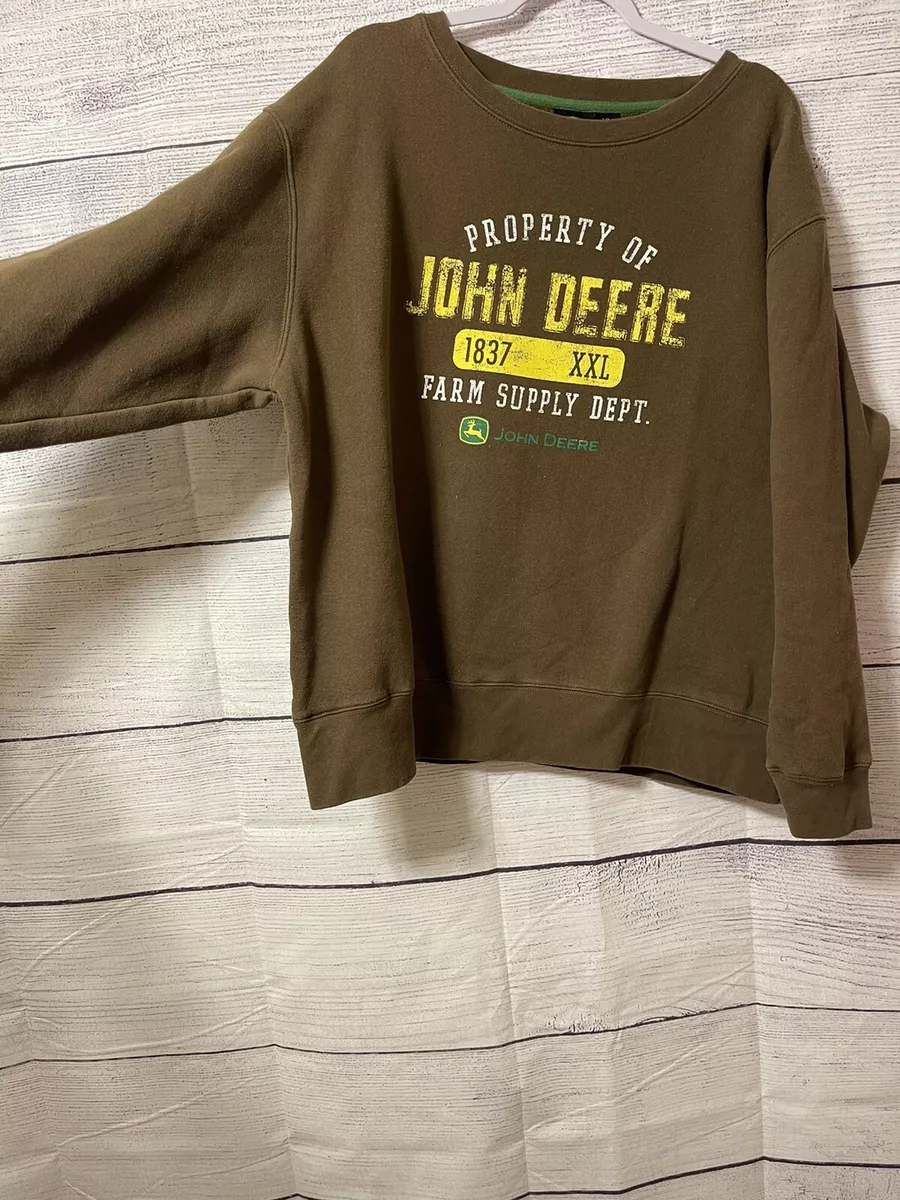 PROPERTY OF
JOHN DEERE
1837 XXL
FARM SUPPLY DEPT.
JOHN DEERE